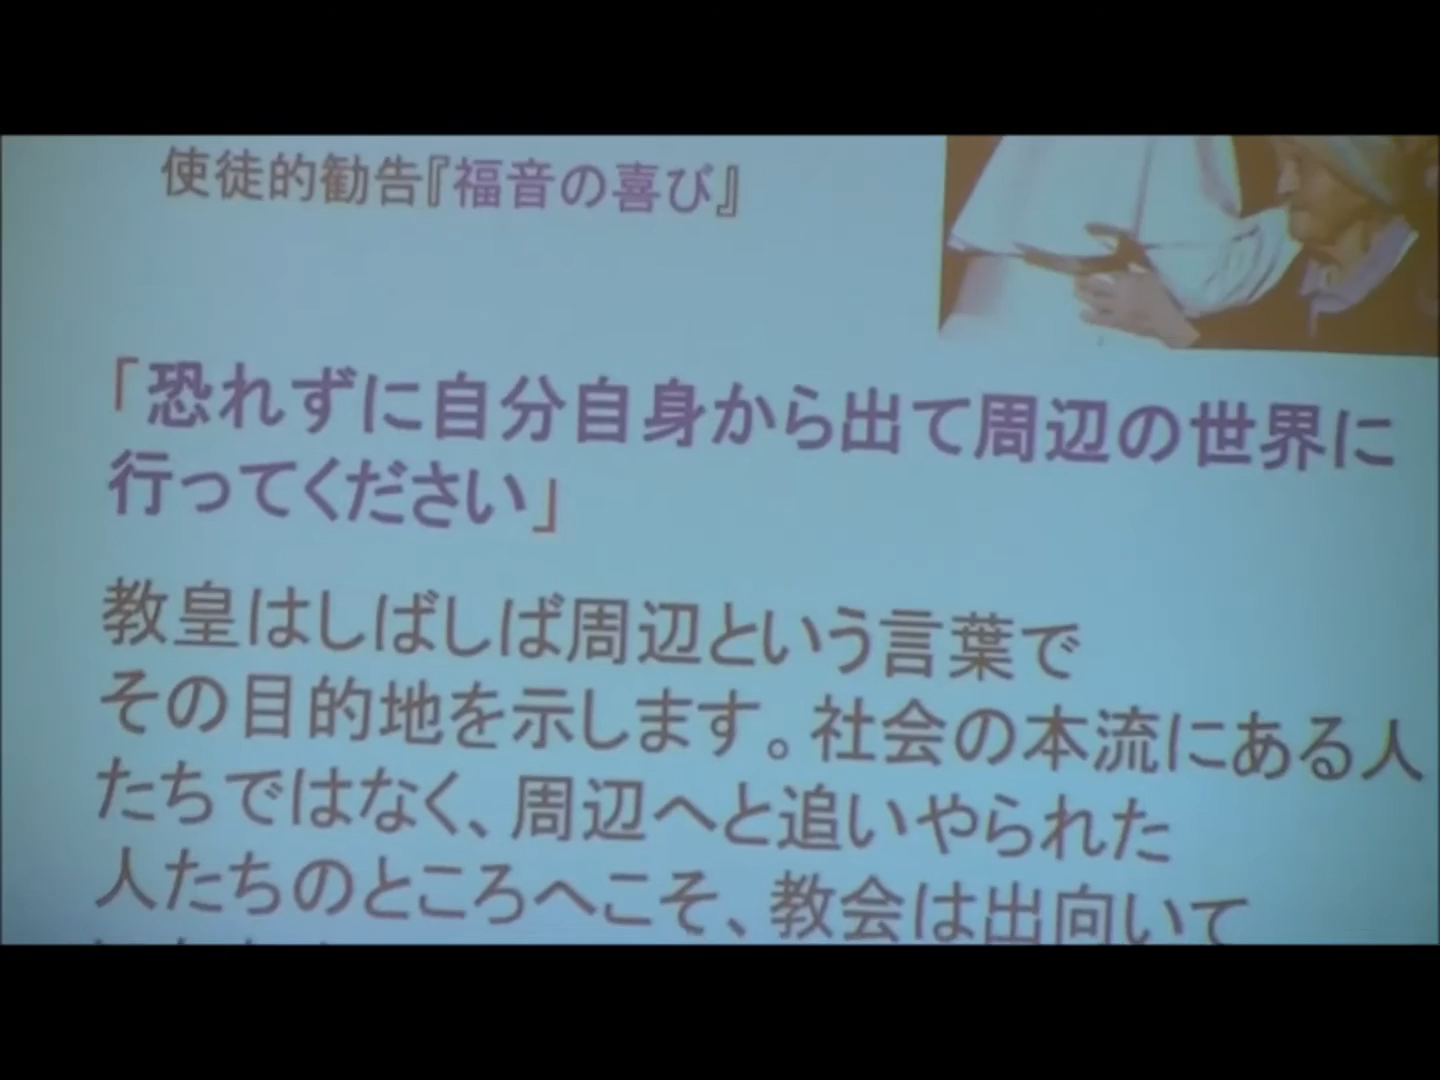 使徒的勧告『福音の喜び』
「恐れずに自分自身から出て周辺の世界に
行ってください」
教皇はしばしば周辺という言葉で
その目的地を示します。社会の本流にある人
たちではなく、周辺へと追いやられた
人たちのところへこそ、教会は出向いて